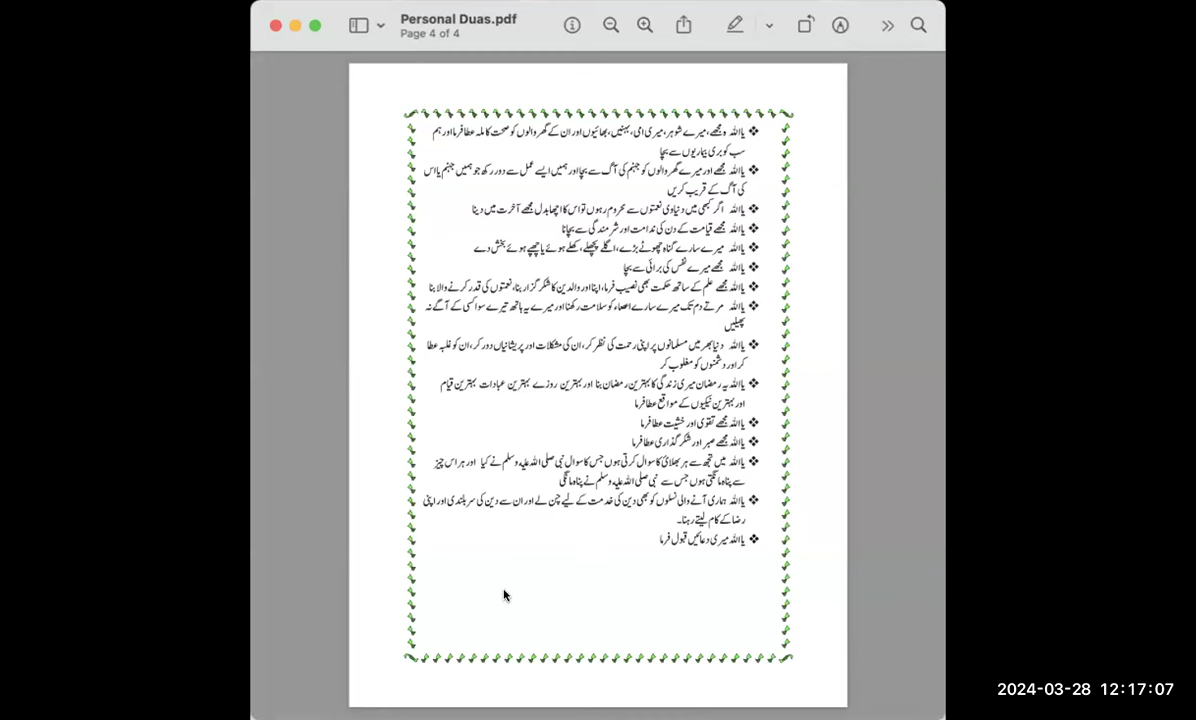 Personal Duas.pdf
Page 4 of 4
❖ یااللہ ہ مجھے، میرے شوہر، میری امی، بہنیں، بھائیوں اور ان کے گھر والوں کو صحت کاملہ عطا فرما اور ہم
سب کو بری بیماریوں سے بچا
❖ یااللہ مجھے اور میرے گھر والوں کو جہنم کی آگ سے بچا اور ہمیں ایسے عمل سے دور رکھ جو ہمیں جہنم یا اس
کی آگ کے قریب کریں
❖ یااللہ اگر کبھی میں دنیاوی نعمتوں سے محروم رہوں تو اس کا اچھا بدل مجھے آخرت میں دینا
❖ یااللہ مجھے قیامت کے دن کی ندامت اور شرمندگی سے بچانا
❖ یااللہ میرے سارے گناہ چھوٹے بڑے، اگلے پچھلے، کھلے ہوئے یا چھپے ہوئے بخش دے
❖ یااللہ مجھے میرے نفس کی برائی سے بچا
❖ یااللہ مجھے علم کے ساتھ حکمت بھی نصیب فرما، اپنا اور والدین کا شکر گزار بنا، نعمتوں کی قدر کرنے والا بنا
❖ یااللہ مرتے دم تک میرے سارے اعصاء کو سلامت رکھنا اور میرے یہ ہاتھ تیرے سوا کسی کے آگے نہ
پھیلیں
❖ یااللہ دنیا بھر میں مسلمانوں پر اپنی رحمت کی نظر کر، ان کی مشکلات اور پریشانیاں دور کر، ان کو غلبہ عطا
کر اور دشمنوں کو مغلوب کر
❖ یااللہ یہ رمضان میری زندگی کا بہترین رمضان بنا اور بہترین روزے بہترین عبادات بہترین قیام
اور بہترین نیکیوں کے مواقع عطا فرما
❖ یااللہ مجھے تقوی اور خشیت عطا فرما
❖ یااللہ مجھے صبر اور شکر گذاری عطا فرما
❖ یااللہ میں تجھ سے ہر بھلائ کا سوال کرتی ہوں جس کا سوال نبی صلی اللہ علیہ وسلم نے کیا اور ہر اس چیز
سے پناہ مانگتی ہوں جس سے نبی صلی اللہ علیہ وسلم نے پناہ مانگی
❖ یااللہ ہماری آنے والی نسلوں کو بھی دین کی خدمت کے لیے چن لے اور ان سے دین کی سربلندی اور اپنی
رضا کے کام لیتے رہنا۔
❖ یااللہ میری دعائیں قبول فرما
2024-03-28 12:17:07